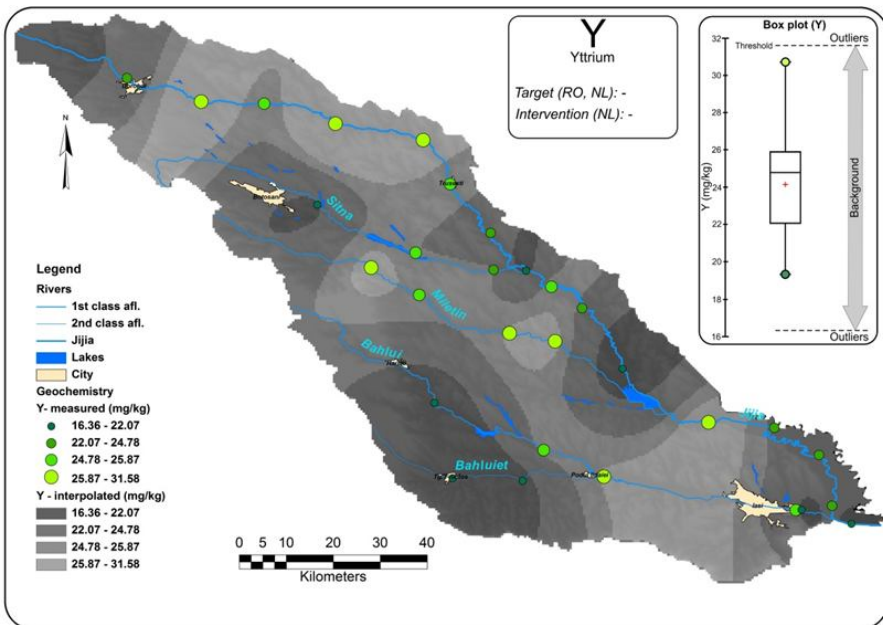 Y
Yttrium
Target (RO, NL): -
Intervention (NL): -
Box plot (Y)
Outliers
Threshold
32
30
28
26
24
22
20
18
16
Y (mg/kg)
Background
Outliers
N
Sitna
Miletin
Bahlui
Bahluiet
Jijia
Iasi
Legend
Rivers
1st class afl.
2nd class afl.
Jijia
Lakes
City
Geochemistry
Y- measured (mg/kg)
16.36 - 22.07
22.07 - 24.78
24.78 - 25.87
25.87 - 31.58
Y - interpolated (mg/kg)
16.36 - 22.07
22.07 - 24.78
24.78 - 25.87
25.87 - 31.58
0 5 10 20 30 40
Kilometers